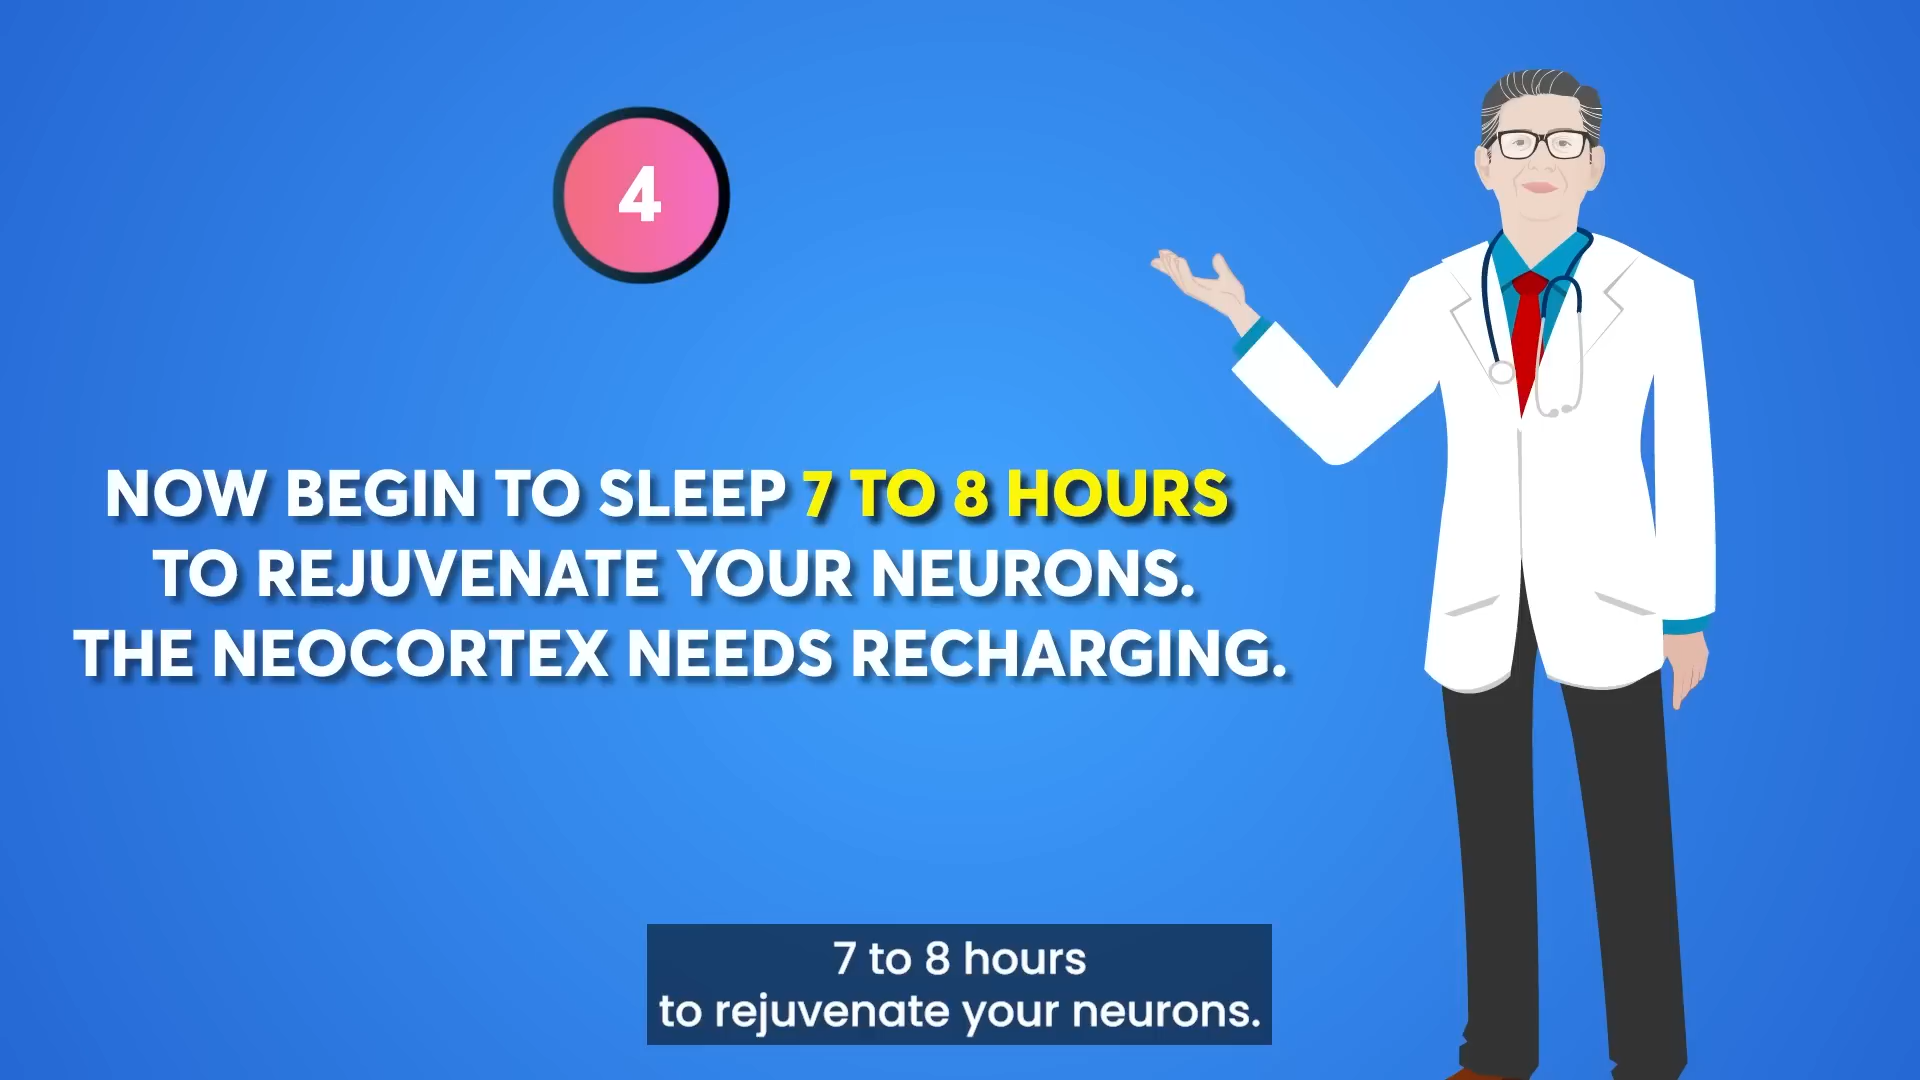 4
NOW BEGIN TO SLEEP 7 TO 8 HOURS
TO REJUVENATE YOUR NEURONS.
THE NEOCORTEX NEEDS RECHARGING.
7 to 8 hours
to rejuvenate your neurons.